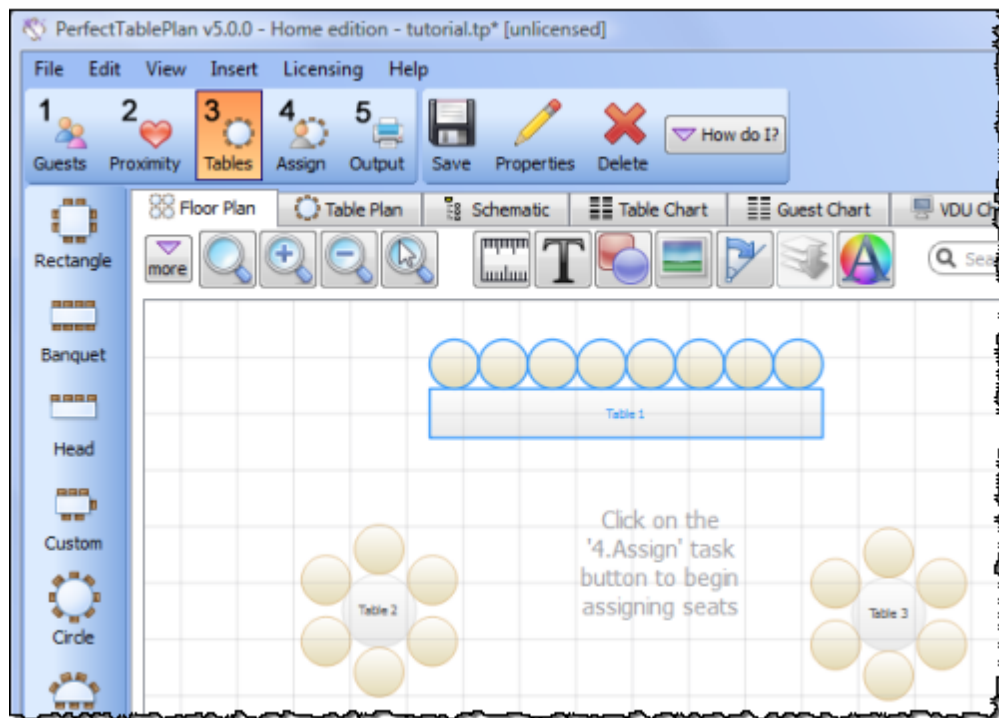 PerfectTablePlan v5.0.0 - Home edition - tutorial.tp* [unlicensed]
File Edit View Insert Licensing Help
1 2 3 4 5
Guests Proximity Tables Assign Output Save Properties Delete How do I?
Floor Plan Table Plan Schematic Table Chart Guest Chart VDU Ch
more T A Sea
Rectangle
Banquet
Head
Custom
Circle
Table 1
Click on the
'4.Assign' task
button to begin
assigning seats
Table 2
Table 3